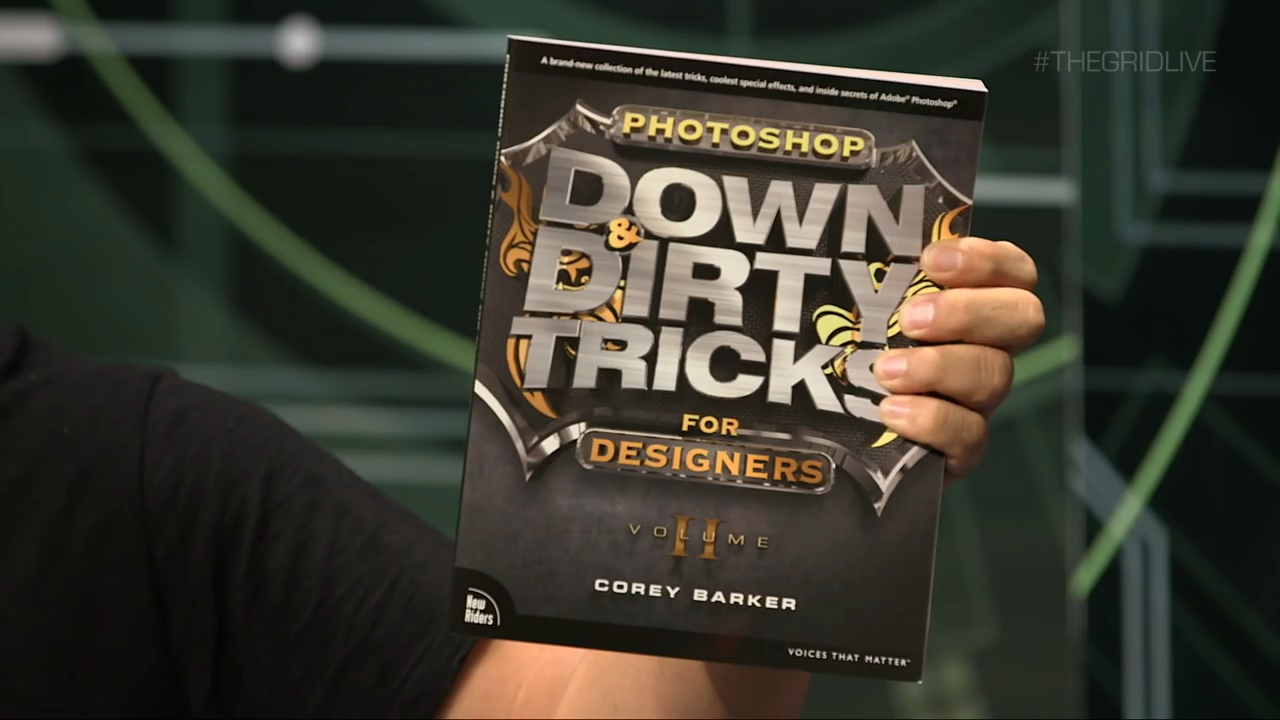 #THEGRIDLIVE
A brand-new collection of the latest tricks, coolest special effects, and inside secrets of Adobe® Photoshop®
PHOTOSHOP
DOWN
&
DIRTY
TRICKS
FOR
DESIGNERS
VOLUME
II
COREY BARKER
New
Riders
VOICES THAT MATTER™